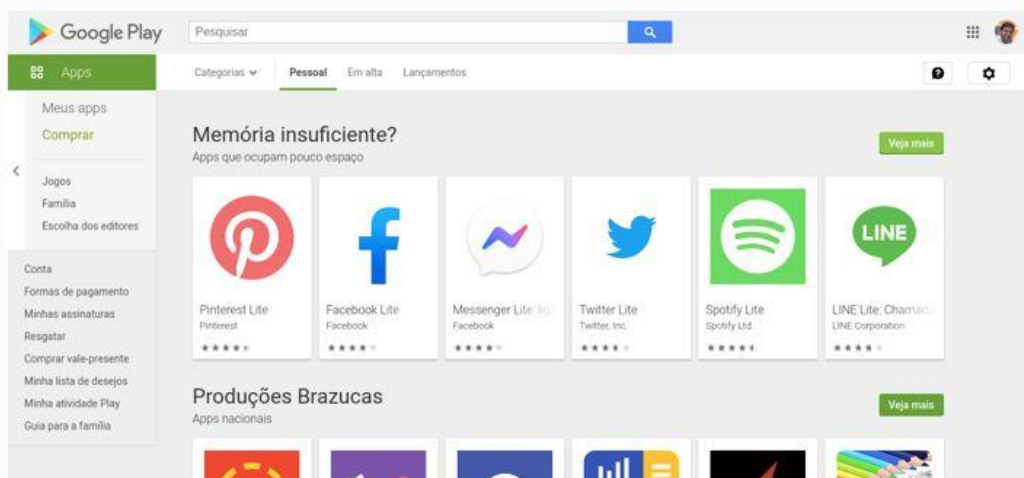 Google Play
Pesquisar
Apps
Categorias
Pessoal
Em alta
Lançamentos
Meus apps
Comprar
Jogos
Família
Escolha dos editores
Conta
Formas de pagamento
Minhas assinaturas
Resgatar
Comprar vale-presente
Minha lista de desejos
Minha atividade Play
Guia para a família
Memória insuficiente?
Apps que ocupam pouco espaço
Veja mais
LINE
Pinterest Lite
Pinterest
Facebook Lite
Facebook
Messenger Lite: lig
Facebook
Twitter Lite
Twitter, Inc.
Spotify Lite
Spotify Ltd.
LINE Lite: Chamad
LINE Corporation
Produções Brazucas
Apps nacionais
Veja mais